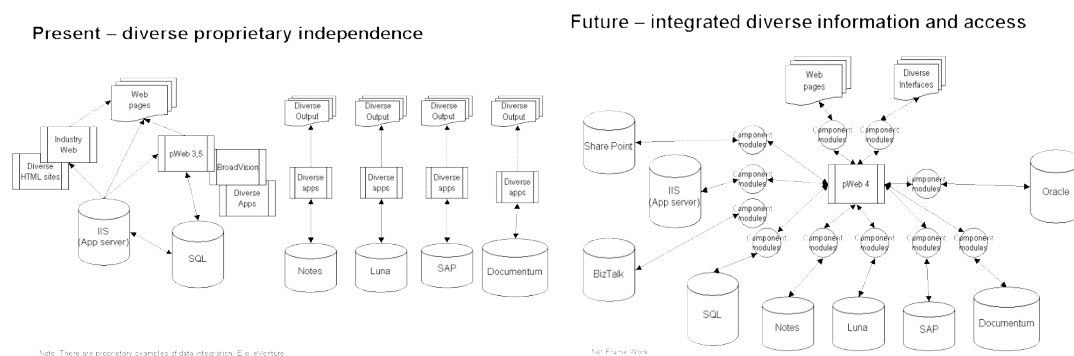 Present – diverse proprietary independence
Web
pages
Industry
Web
Diverse
HTML sites
pWeb 3,5
BroadVision
Diverse
Apps
IIS
(App server)
SQL
Diverse
Output
Diverse
Output
Diverse
Output
Diverse
Output
Diverse
apps
Diverse
apps
Diverse
apps
Diverse
apps
Notes
Luna
SAP
Documentum
Note: There are proprietary examples of data integration. E.g. eVenture
Future – integrated diverse information and access
Web
pages
Diverse
Interfaces
Share Point
Component
modules
Component
modules
Component
modules
IIS
(App server)
Component
modules
pWeb 4
Component
modules
Oracle
Component
modules
BizTalk
Component
modules
Component
modules
Component
modules
Component
modules
Component
modules
SQL
Notes
Luna
SAP
Documentum
Net Frame Work